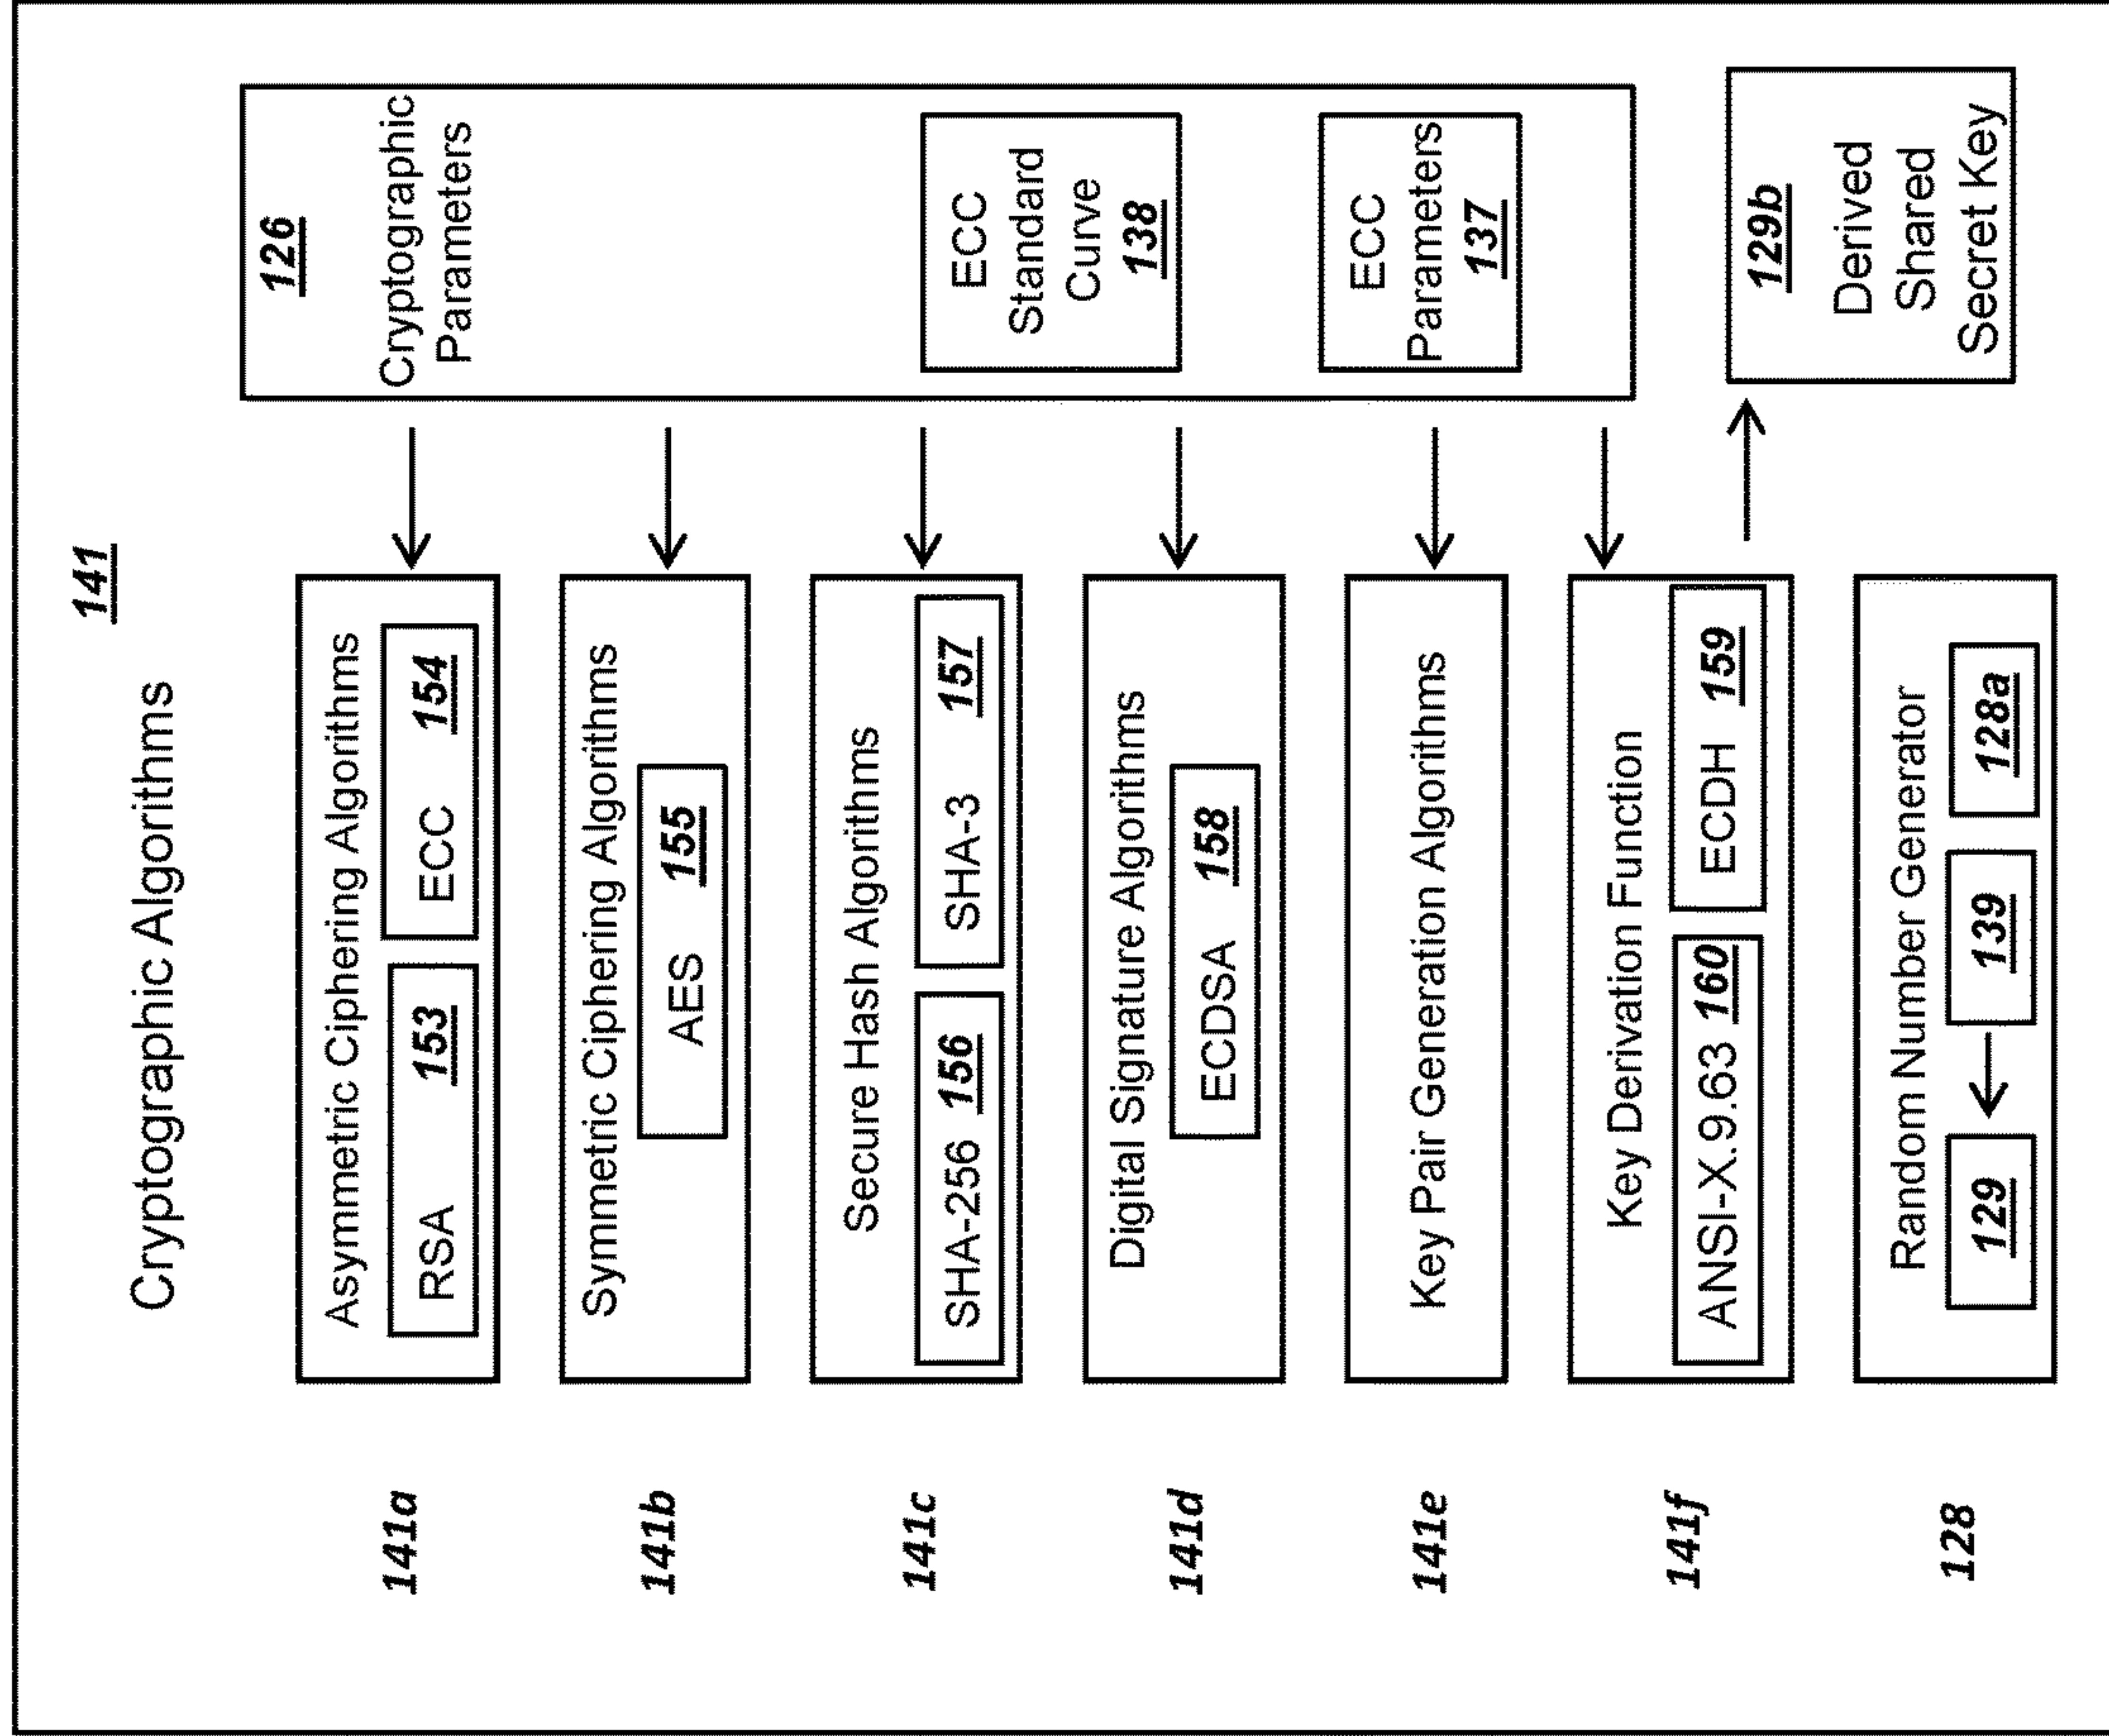 141
Cryptographic Algorithms
141a
Asymmetric Ciphering Algorithms
RSA 153
ECC 154
141b
Symmetric Ciphering Algorithms
AES 155
141c
Secure Hash Algorithms
SHA-256 156
SHA-3 157
141d
Digital Signature Algorithms
ECDSA 158
141e
Key Pair Generation Algorithms
141f
Key Derivation Function
ANSI-X.9.63 160
ECDH 159
128
Random Number Generator
129
139
128a
126
Cryptographic
Parameters
ECC
Standard
Curve
138
ECC
Parameters
137
129b
Derived
Shared
Secret Key